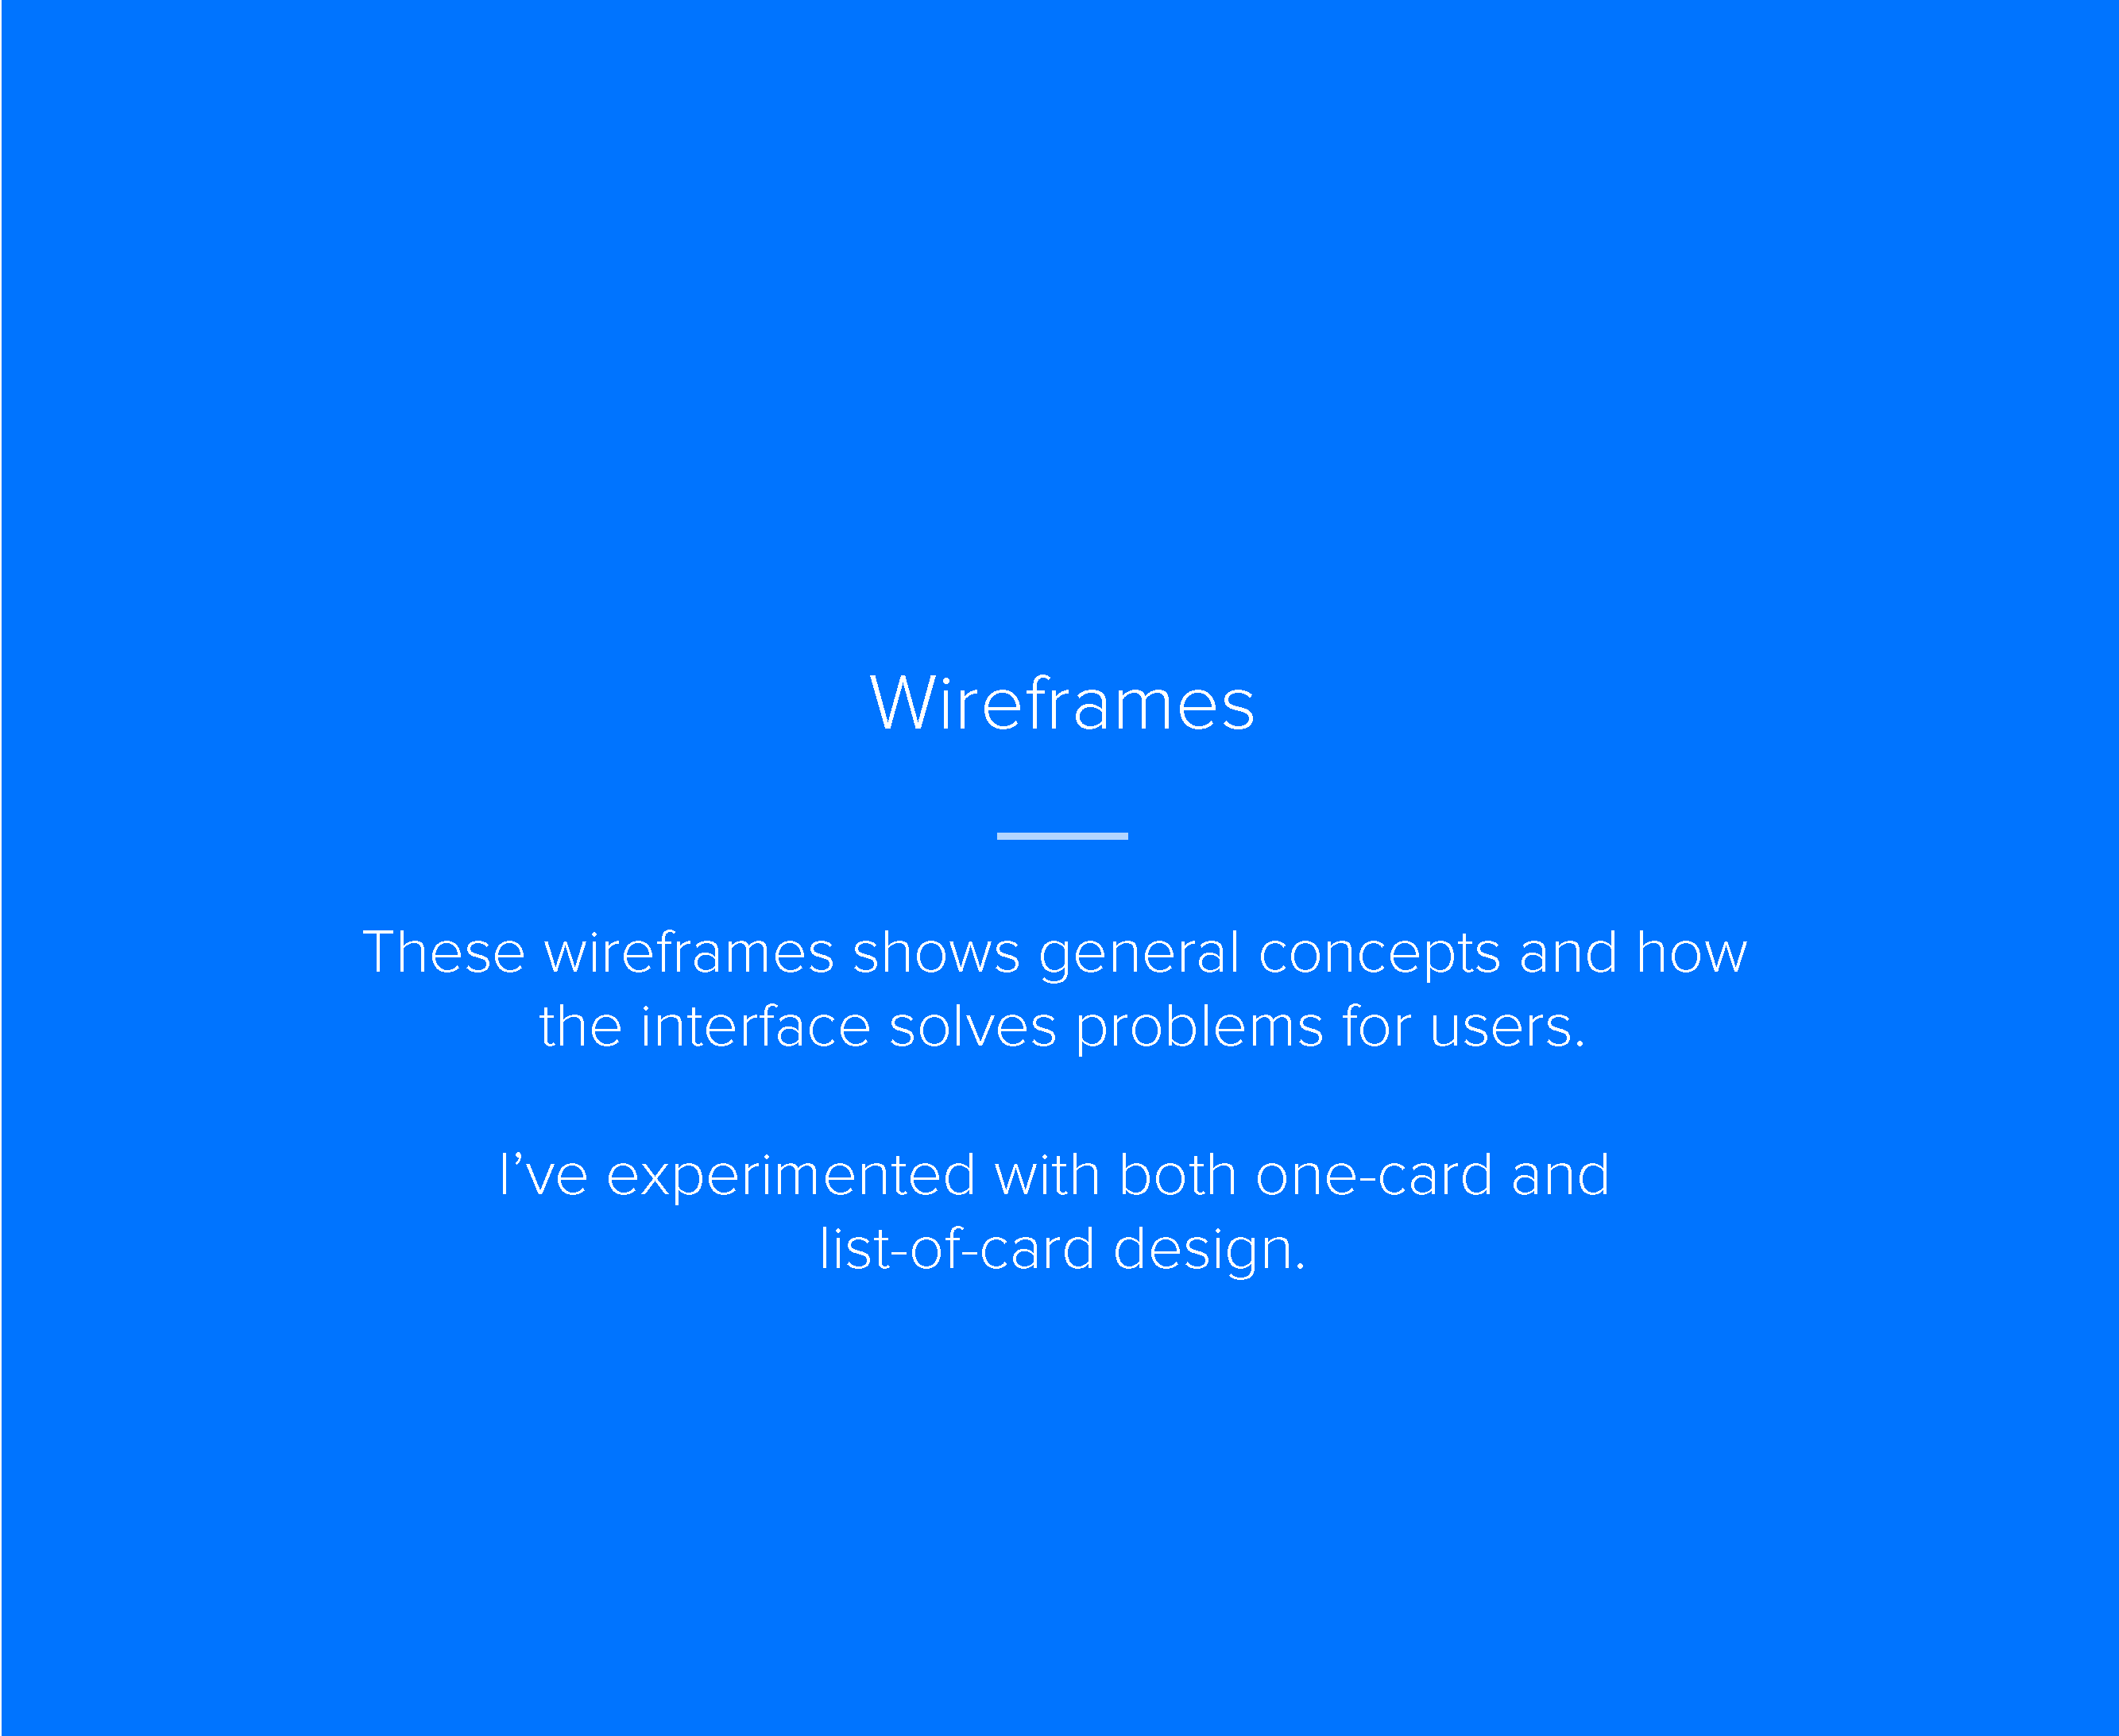 Wireframes
These wireframes shows general concepts and how
the interface solves problems for users.
I’ve experimented with both one-card and
list-of-card design.